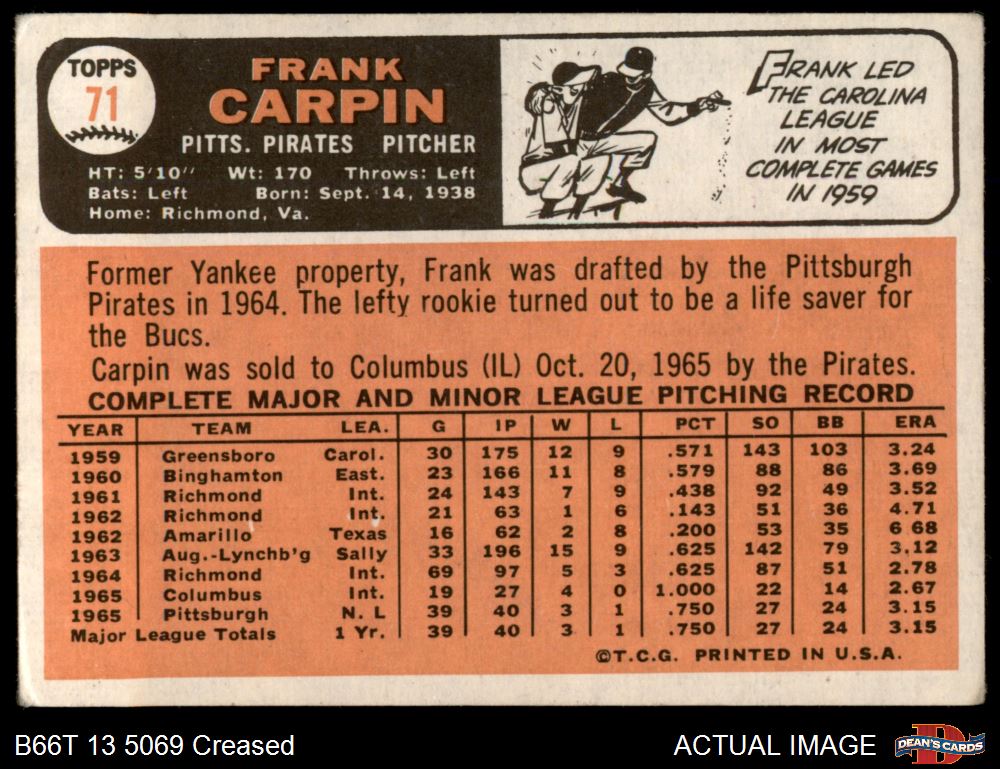 TOPPS
71
FRANK
CARPIN
PITTS. PIRATES PITCHER
HT: 5'10" Wt: 170 Throws: Left
Bats: Left Born: Sept. 14, 1938
Home: Richmond, Va.
FRANK LED
THE CAROLINA
LEAGUE
IN MOST
COMPLETE GAMES
IN 1959
Former Yankee property, Frank was drafted by the Pittsburgh
Pirates in 1964. The lefty rookie turned out to be a life saver for
the Bucs.
Carpin was sold to Columbus (IL) Oct. 20, 1965 by the Pirates.
COMPLETE MAJOR AND MINOR LEAGUE PITCHING RECORD
YEAR TEAM LEA. G IP W L PCT SO BB ERA
1959 Greensboro Carol. 30 175 12 9 .571 143 103 3.24
1960 Binghamton East. 23 166 11 8 .579 88 86 3.69
1961 Richmond Int. 24 143 7 9 .438 92 49 3.52
1962 Richmond Int. 21 63 1 6 .143 51 36 4.71
1962 Amarillo Texas 16 62 2 8 .200 53 35 6 68
1963 Aug.-Lynchb'g Sally 33 196 15 9 .625 142 79 3.12
1964 Richmond Int. 69 97 5 3 .625 87 51 2.78
1965 Columbus Int. 19 27 4 0 1.000 22 14 2.67
1965 Pittsburgh N. L 39 40 3 1 .750 27 24 3.15
Major League Totals 1 Yr. 39 40 3 1 .750 27 24 3.15
©T.C.G. PRINTED IN U.S.A.
B66T 13 5069 Creased
ACTUAL IMAGE
DEAN'S CARDS